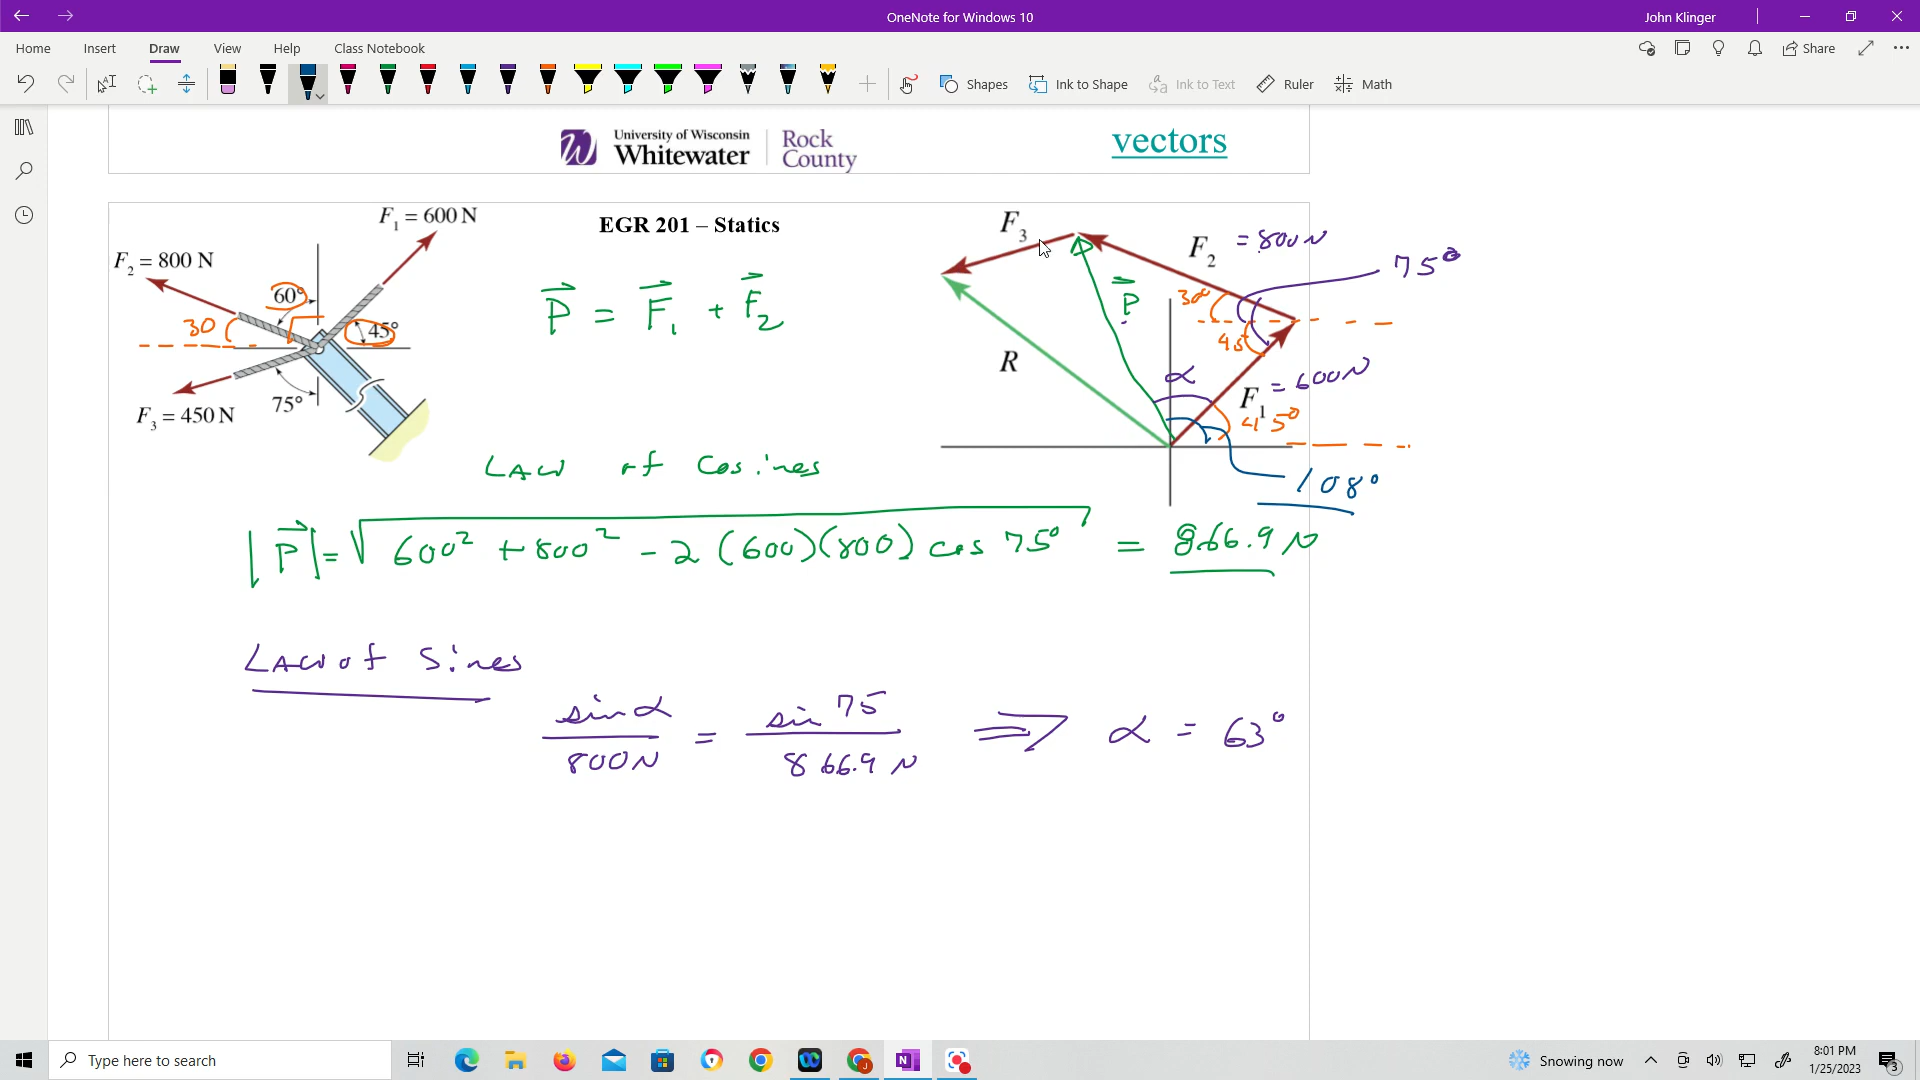 OneNote for Windows 10
John Klinger
Home Insert Draw View Help Class Notebook
Share
Shapes Ink to Shape Ink to Text Ruler Math
University of Wisconsin
Whitewater
Rock
County
vectors
EGR 201 – Statics
F1 = 600 N
F2 = 800 N
60°
30
45°
75°
F3 = 450 N
P = F1 + F2
F3
F2 = 800 N
75°
P
30°
45
R
α
F1 = 600 N
45°
108°
Law of Cosines
|P| = √600² + 800² - 2 (600)(800) cos 75° = 866.9 N
Law of Sines
sin α / 800 N = sin 75 / 866.9 N ⟹ α = 63°
Type here to search
Snowing now
8:01 PM
1/25/2023
3